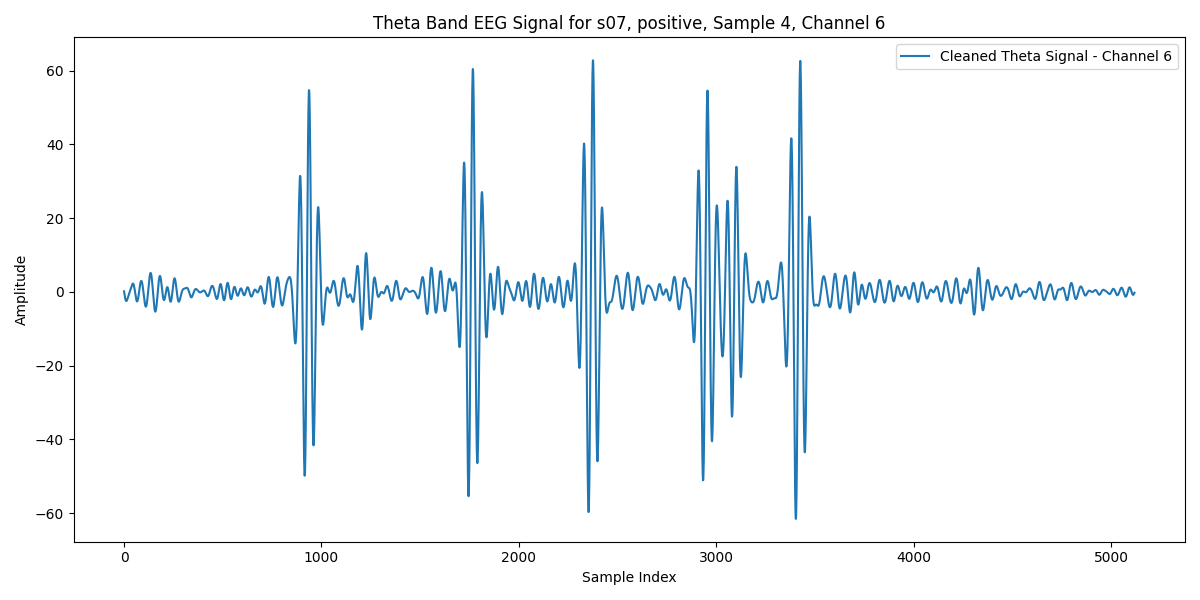 Theta Band EEG Signal for s07, positive, Sample 4, Channel 6
Cleaned Theta Signal - Channel 6
Amplitude
60
40
20
0
−20
−40
−60
0 1000 2000 3000 4000 5000
Sample Index